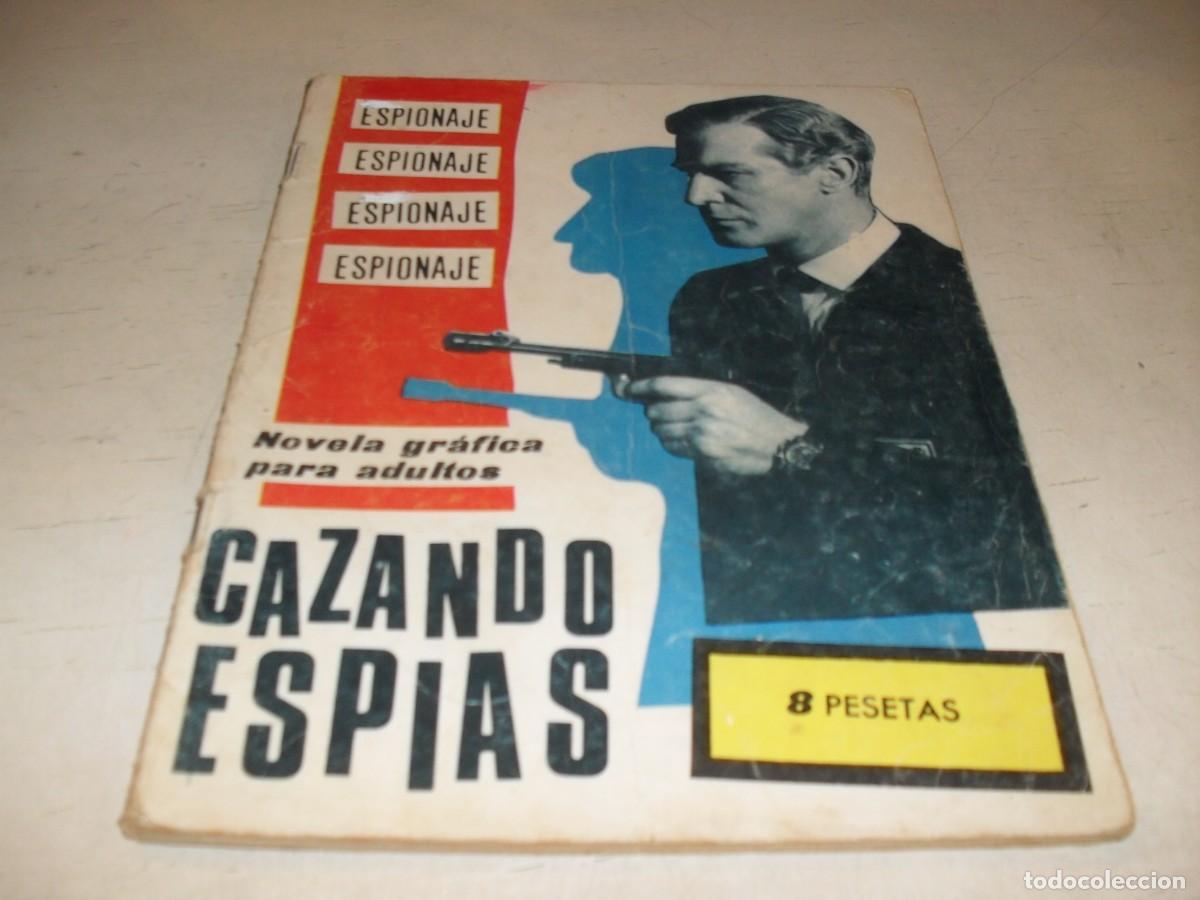 ESPIONAJE
ESPIONAJE
ESPIONAJE
ESPIONAJE
Novela gráfica
para adultos
CAZANDO
ESPIAS
8 PESETAS
todocoleccion